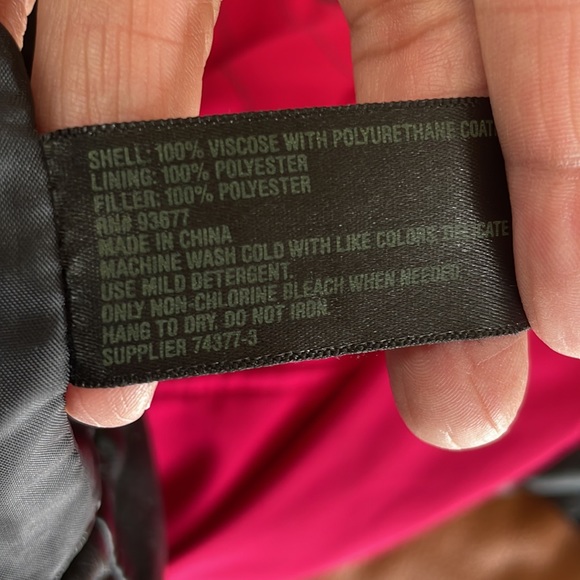 SHELL: 100% VISCOSE WITH POLYURETHANE COAT
LINING: 100% POLYESTER
FILLER: 100% POLYESTER
RN# 93677
MADE IN CHINA
MACHINE WASH COLD WITH LIKE COLORS DELICATE
USE MILD DETERGENT.
ONLY NON-CHLORINE BLEACH WHEN NEEDED.
HANG TO DRY. DO NOT IRON.
SUPPLIER 74377-3